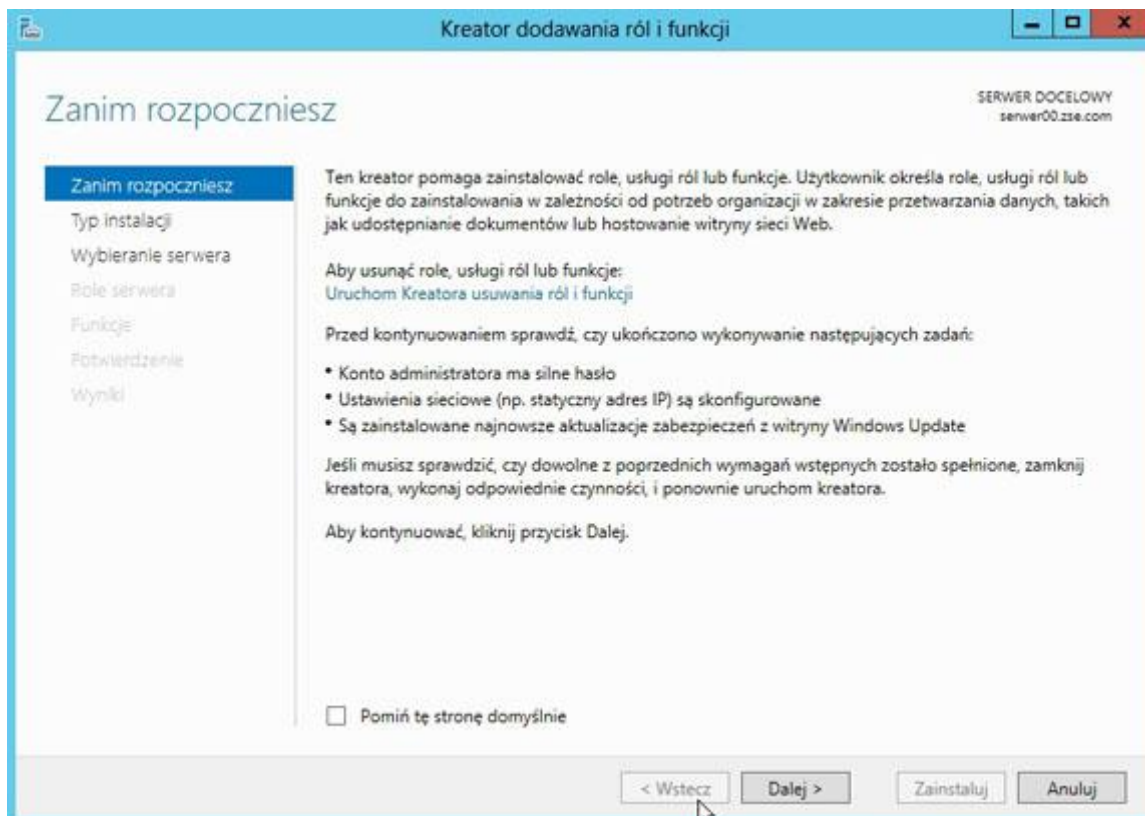 Kreator dodawania ról i funkcji
Zanim rozpoczniesz
SERWER DOCELOWY
serwer00.zse.com
Zanim rozpoczniesz
Typ instalacji
Wybieranie serwera
Role serwera
Funkcje
Potwierdzenie
Wyniki
Ten kreator pomaga zainstalować role, usługi ról lub funkcje. Użytkownik określa role, usługi ról lub
funkcje do zainstalowania w zależności od potrzeb organizacji w zakresie przetwarzania danych, takich
jak udostępnianie dokumentów lub hostowanie witryny sieci Web.
Aby usunąć role, usługi ról lub funkcje:
Uruchom Kreatora usuwania ról i funkcji
Przed kontynuowaniem sprawdź, czy ukończono wykonywanie następujących zadań:
• Konto administratora ma silne hasło
• Ustawienia sieciowe (np. statyczny adres IP) są skonfigurowane
• Są zainstalowane najnowsze aktualizacje zabezpieczeń z witryny Windows Update
Jeśli musisz sprawdzić, czy dowolne z poprzednich wymagań wstępnych zostało spełnione, zamknij
kreatora, wykonaj odpowiednie czynności, i ponownie uruchom kreatora.
Aby kontynuować, kliknij przycisk Dalej.
Pomiń tę stronę domyślnie
< Wstecz
Dalej >
Zainstaluj
Anuluj